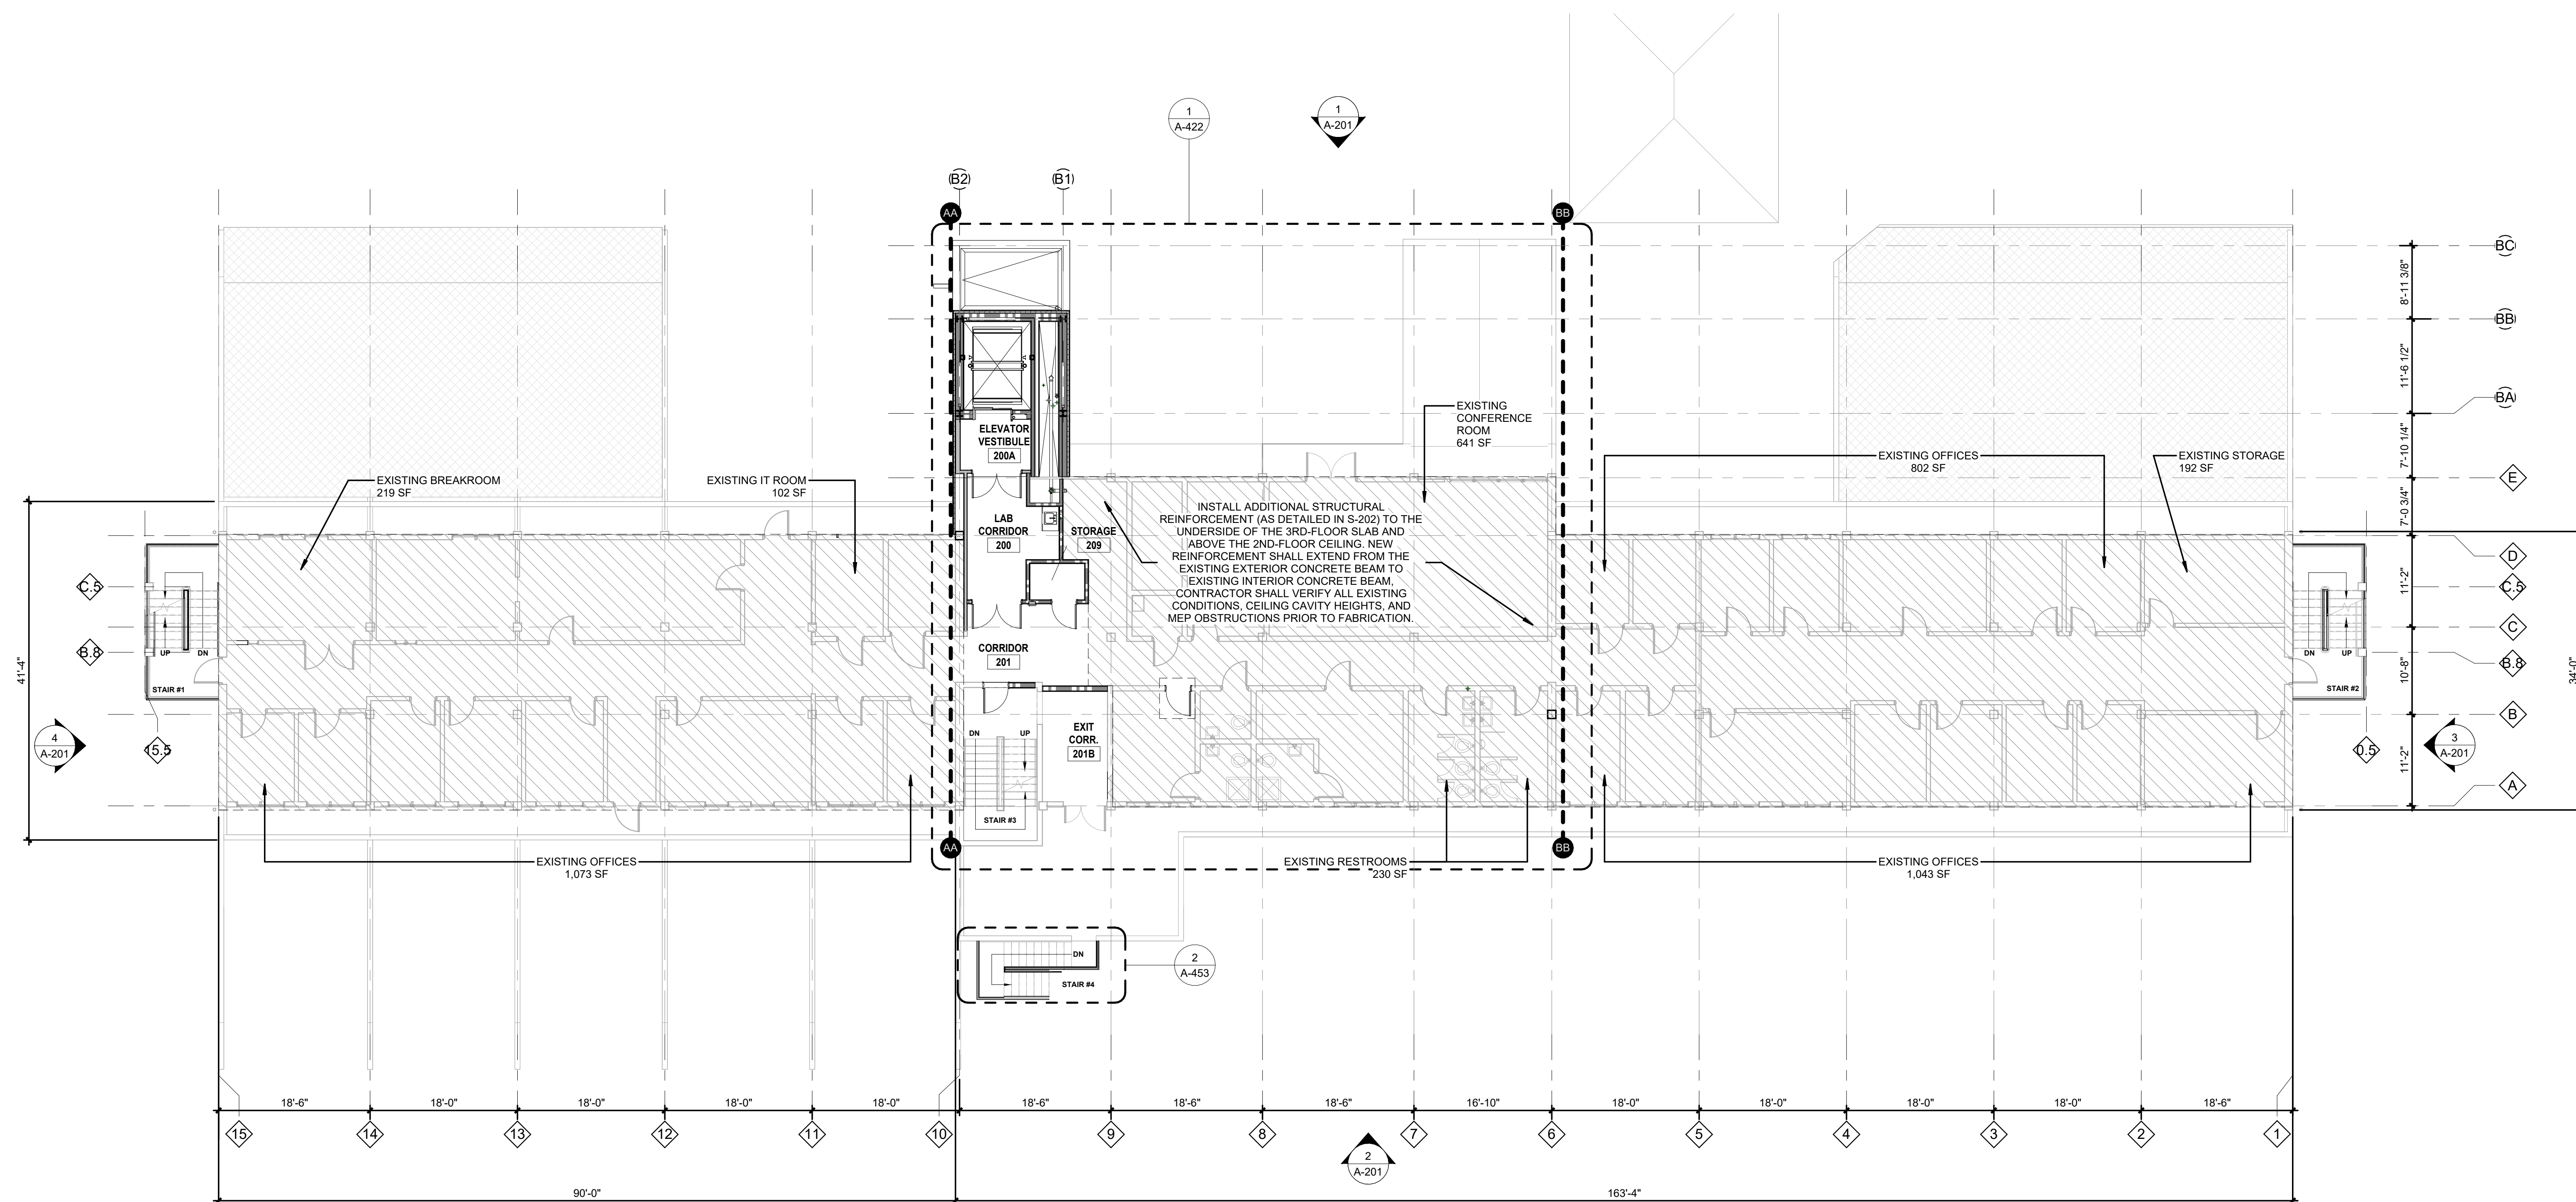 1
A-422
1
A-201
B2
B1
AA
BB
BC
8'-11 3/8"
BB
11'-6 1/2"
BA
7'-10 1/4"
E
7'-0 3/4"
D
11'-2"
C.5
C
B.8
10'-8"
B
11'-2"
A
34'-0"
EXISTING
CONFERENCE
ROOM
641 SF
ELEVATOR
VESTIBULE
200A
EXISTING BREAKROOM
219 SF
EXISTING IT ROOM
102 SF
EXISTING OFFICES
802 SF
EXISTING STORAGE
192 SF
LAB
CORRIDOR
200
STORAGE
209
INSTALL ADDITIONAL STRUCTURAL
REINFORCEMENT (AS DETAILED IN S-202) TO THE
UNDERSIDE OF THE 3RD-FLOOR SLAB AND
ABOVE THE 2ND-FLOOR CEILING. NEW
REINFORCEMENT SHALL EXTEND FROM THE
EXISTING EXTERIOR CONCRETE BEAM TO
EXISTING INTERIOR CONCRETE BEAM,
CONTRACTOR SHALL VERIFY ALL EXISTING
CONDITIONS, CEILING CAVITY HEIGHTS, AND
MEP OBSTRUCTIONS PRIOR TO FABRICATION.
C.5
B.8
41'-4"
UP
DN
STAIR #1
CORRIDOR
201
DN
UP
STAIR #2
4
A-201
15.5
DN
UP
EXIT
CORR.
201B
STAIR #3
0.5
3
A-201
AA
BB
EXISTING OFFICES
1,073 SF
EXISTING RESTROOMS
230 SF
EXISTING OFFICES
1,043 SF
DN
STAIR #4
2
A-453
18'-6"
18'-0"
18'-0"
18'-0"
18'-0"
18'-6"
18'-6"
18'-6"
16'-10"
18'-0"
18'-0"
18'-0"
18'-0"
18'-6"
15
14
13
12
11
10
9
8
7
6
5
4
3
2
1
2
A-201
90'-0"
163'-4"